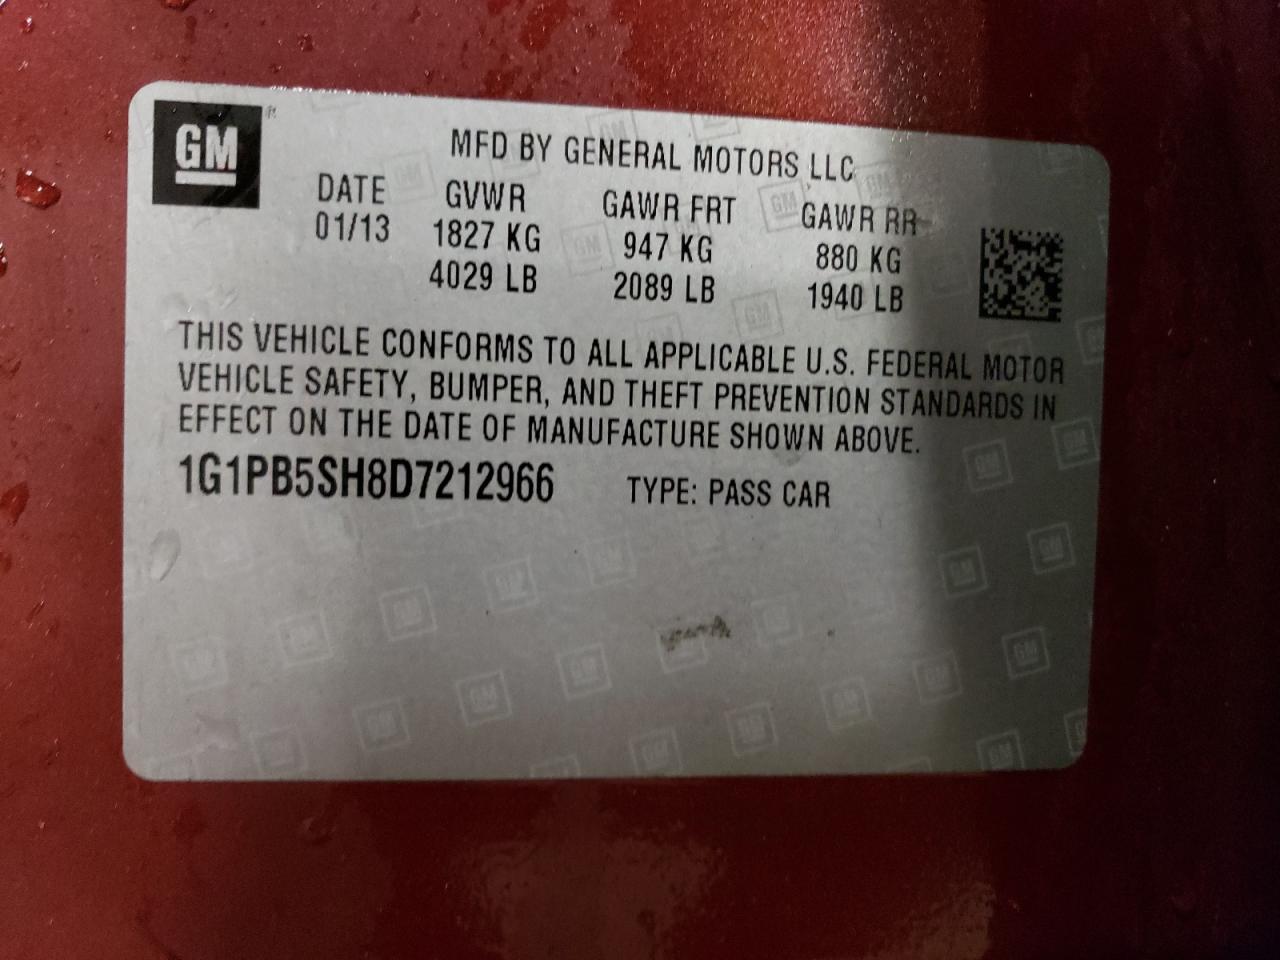 GM
MFD BY GENERAL MOTORS LLC
DATE GVWR GAWR FRT GAWR RR
01/13 1827 KG 947 KG 880 KG
4029 LB 2089 LB 1940 LB
THIS VEHICLE CONFORMS TO ALL APPLICABLE U.S. FEDERAL MOTOR
VEHICLE SAFETY, BUMPER, AND THEFT PREVENTION STANDARDS IN
EFFECT ON THE DATE OF MANUFACTURE SHOWN ABOVE.
1G1PB5SH8D7212966 TYPE: PASS CAR